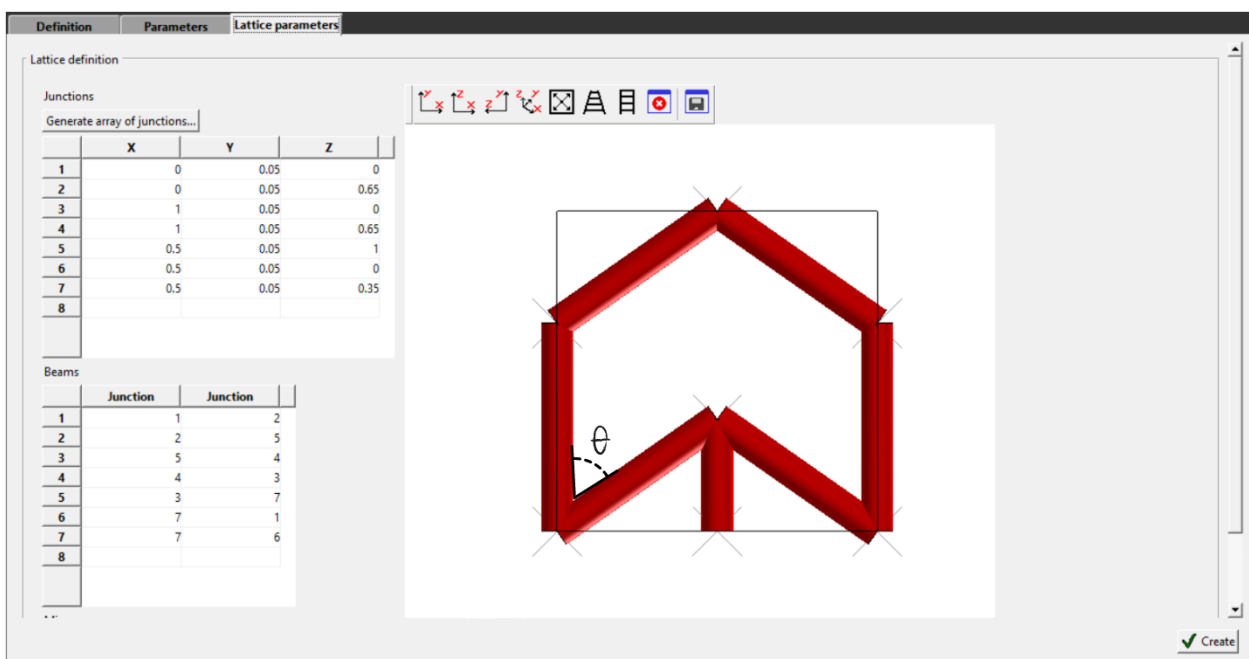 Definition Parameters Lattice parameters
Lattice definition
Junctions
Generate array of junctions...
X Y Z
1 0 0.05 0
2 0 0.05 0.65
3 1 0.05 0
4 1 0.05 0.65
5 0.5 0.05 1
6 0.5 0.05 0
7 0.5 0.05 0.35
8
Beams
Junction Junction
1 1 2
2 2 5
3 5 4
4 4 3
5 3 7
6 7 1
7 7 6
8
Y X Z X Z Y Z Y X
θ
Create